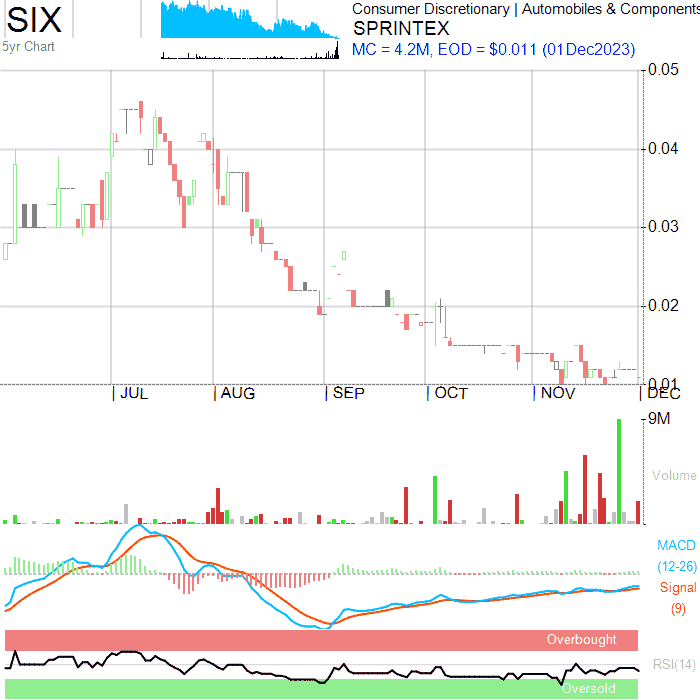 SIX
5yr Chart
Consumer Discretionary | Automobiles & Components
SPRINTEX
MC = 4.2M, EOD = $0.011 (01Dec2023)
0.05
0.04
0.03
0.02
0.01
JUL AUG SEP OCT NOV DEC
9M
Volume
MACD
(12-26)
Signal
(9)
Overbought
RSI(14)
Oversold